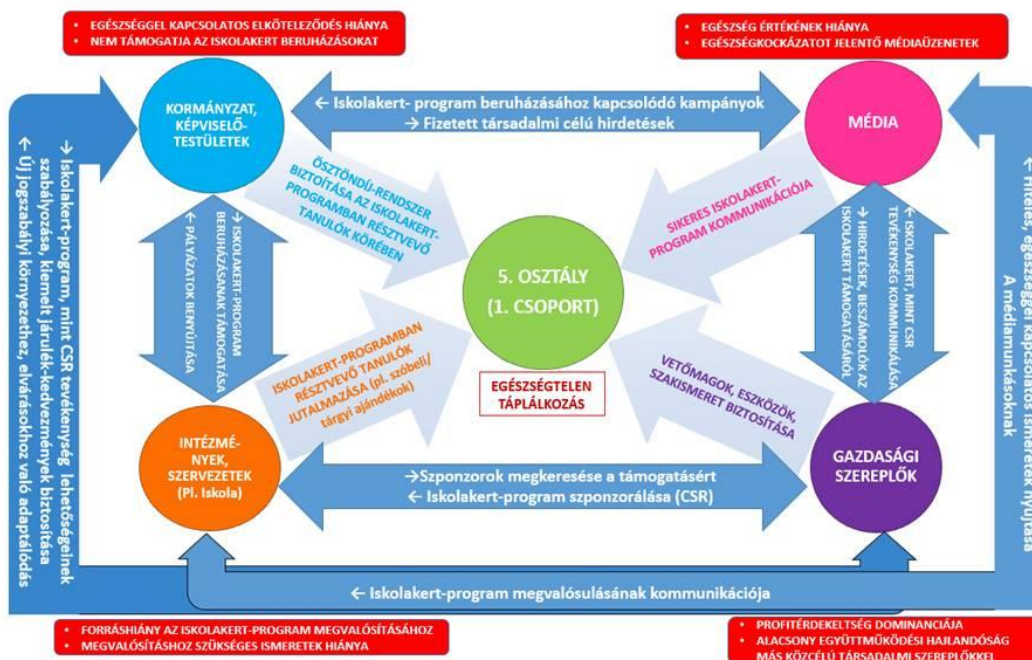 • EGÉSZSÉGGEL KAPCSOLATOS ELKÖTELEZŐDÉS HIÁNYA
• NEM TÁMOGATJA AZ ISKOLAKERT BERUHÁZÁSOKAT
• EGÉSZSÉG ÉRTÉKÉNEK HIÁNYA
• EGÉSZSÉGKOCKÁZATOT JELENTŐ MÉDIAÜZENETEK
KORMÁNYZAT,
KÉPVISELŐ-
TESTÜLETEK
← Iskolakert- program beruházásához kapcsolódó kampányok
→ Fizetett társadalmi célú hirdetések
MÉDIA
ÖSZTÖNDÍJ-RENDSZER
BIZTOÍTÁSA AZ ISKOLAKERT-
PROGRAMBAN RÉSZTVEVŐ
TANULÓK KÖRÉBEN
SIKERES ISKOLAKERT-
PROGRAM KOMMUNIKÁCIÓJA
→ Iskolakert-program, mint CSR tevékenység lehetőségeinek
szabályozása, kiemelt járulék-kedvezmények biztosítása
← Új jogszabályi környezethez, elvárásokhoz való adaptálódás
→ ISKOLAKERT-PROGRAM
BERUHÁZÁSÁNAK TÁMOGATÁSA
← PÁLYÁZATOK BENYÚJTÁSA
5. OSZTÁLY
(1. CSOPORT)
EGÉSZSÉGTELEN
TÁPLÁLKOZÁS
← ISKOLAKERT, MINT CSR
TEVÉKENYSÉG KOMMUNIKÁLÁSA
→ HIRDETÉSEK, BESZÁMOLÓK AZ
ISKOLAKERT TÁMOGATÁSÁRÓL
← Hiteles, egészséggel kapcsolatos ismeretek nyújtása
A médiamunkásoknak
ISKOLAKERT-PROGRAMBAN
RÉSZTVEVŐ TANULÓK
JUTALMAZÁSA (pl. szóbeli/
tárgyi ajándékok)
VETŐMAGOK, ESZKÖZÖK,
SZAKISMERET BIZTOSÍTÁSA
INTÉZMÉ-
NYEK,
SZERVEZETEK
(Pl. Iskola)
→Szponzorok megkeresése a támogatásért
← Iskolakert-program szponzorálása (CSR)
GAZDASÁGI
SZEREPLŐK
← Iskolakert-program megvalósulásának kommunikációja
• FORRÁSHIÁNY AZ ISKOLAKERT-PROGRAM MEGVALÓSÍTÁSÁHOZ
• MEGVALÓSÍTÁSHOZ SZÜKSÉGES ISMERETEK HIÁNYA
• PROFITÉRDEKELTSÉG DOMINANCIÁJA
• ALACSONY EGYÜTTMŰKÖDÉSI HAJLANDÓSÁG
MÁS KÖZCÉLÚ TÁRSADALMI SZEREPLŐKKEL